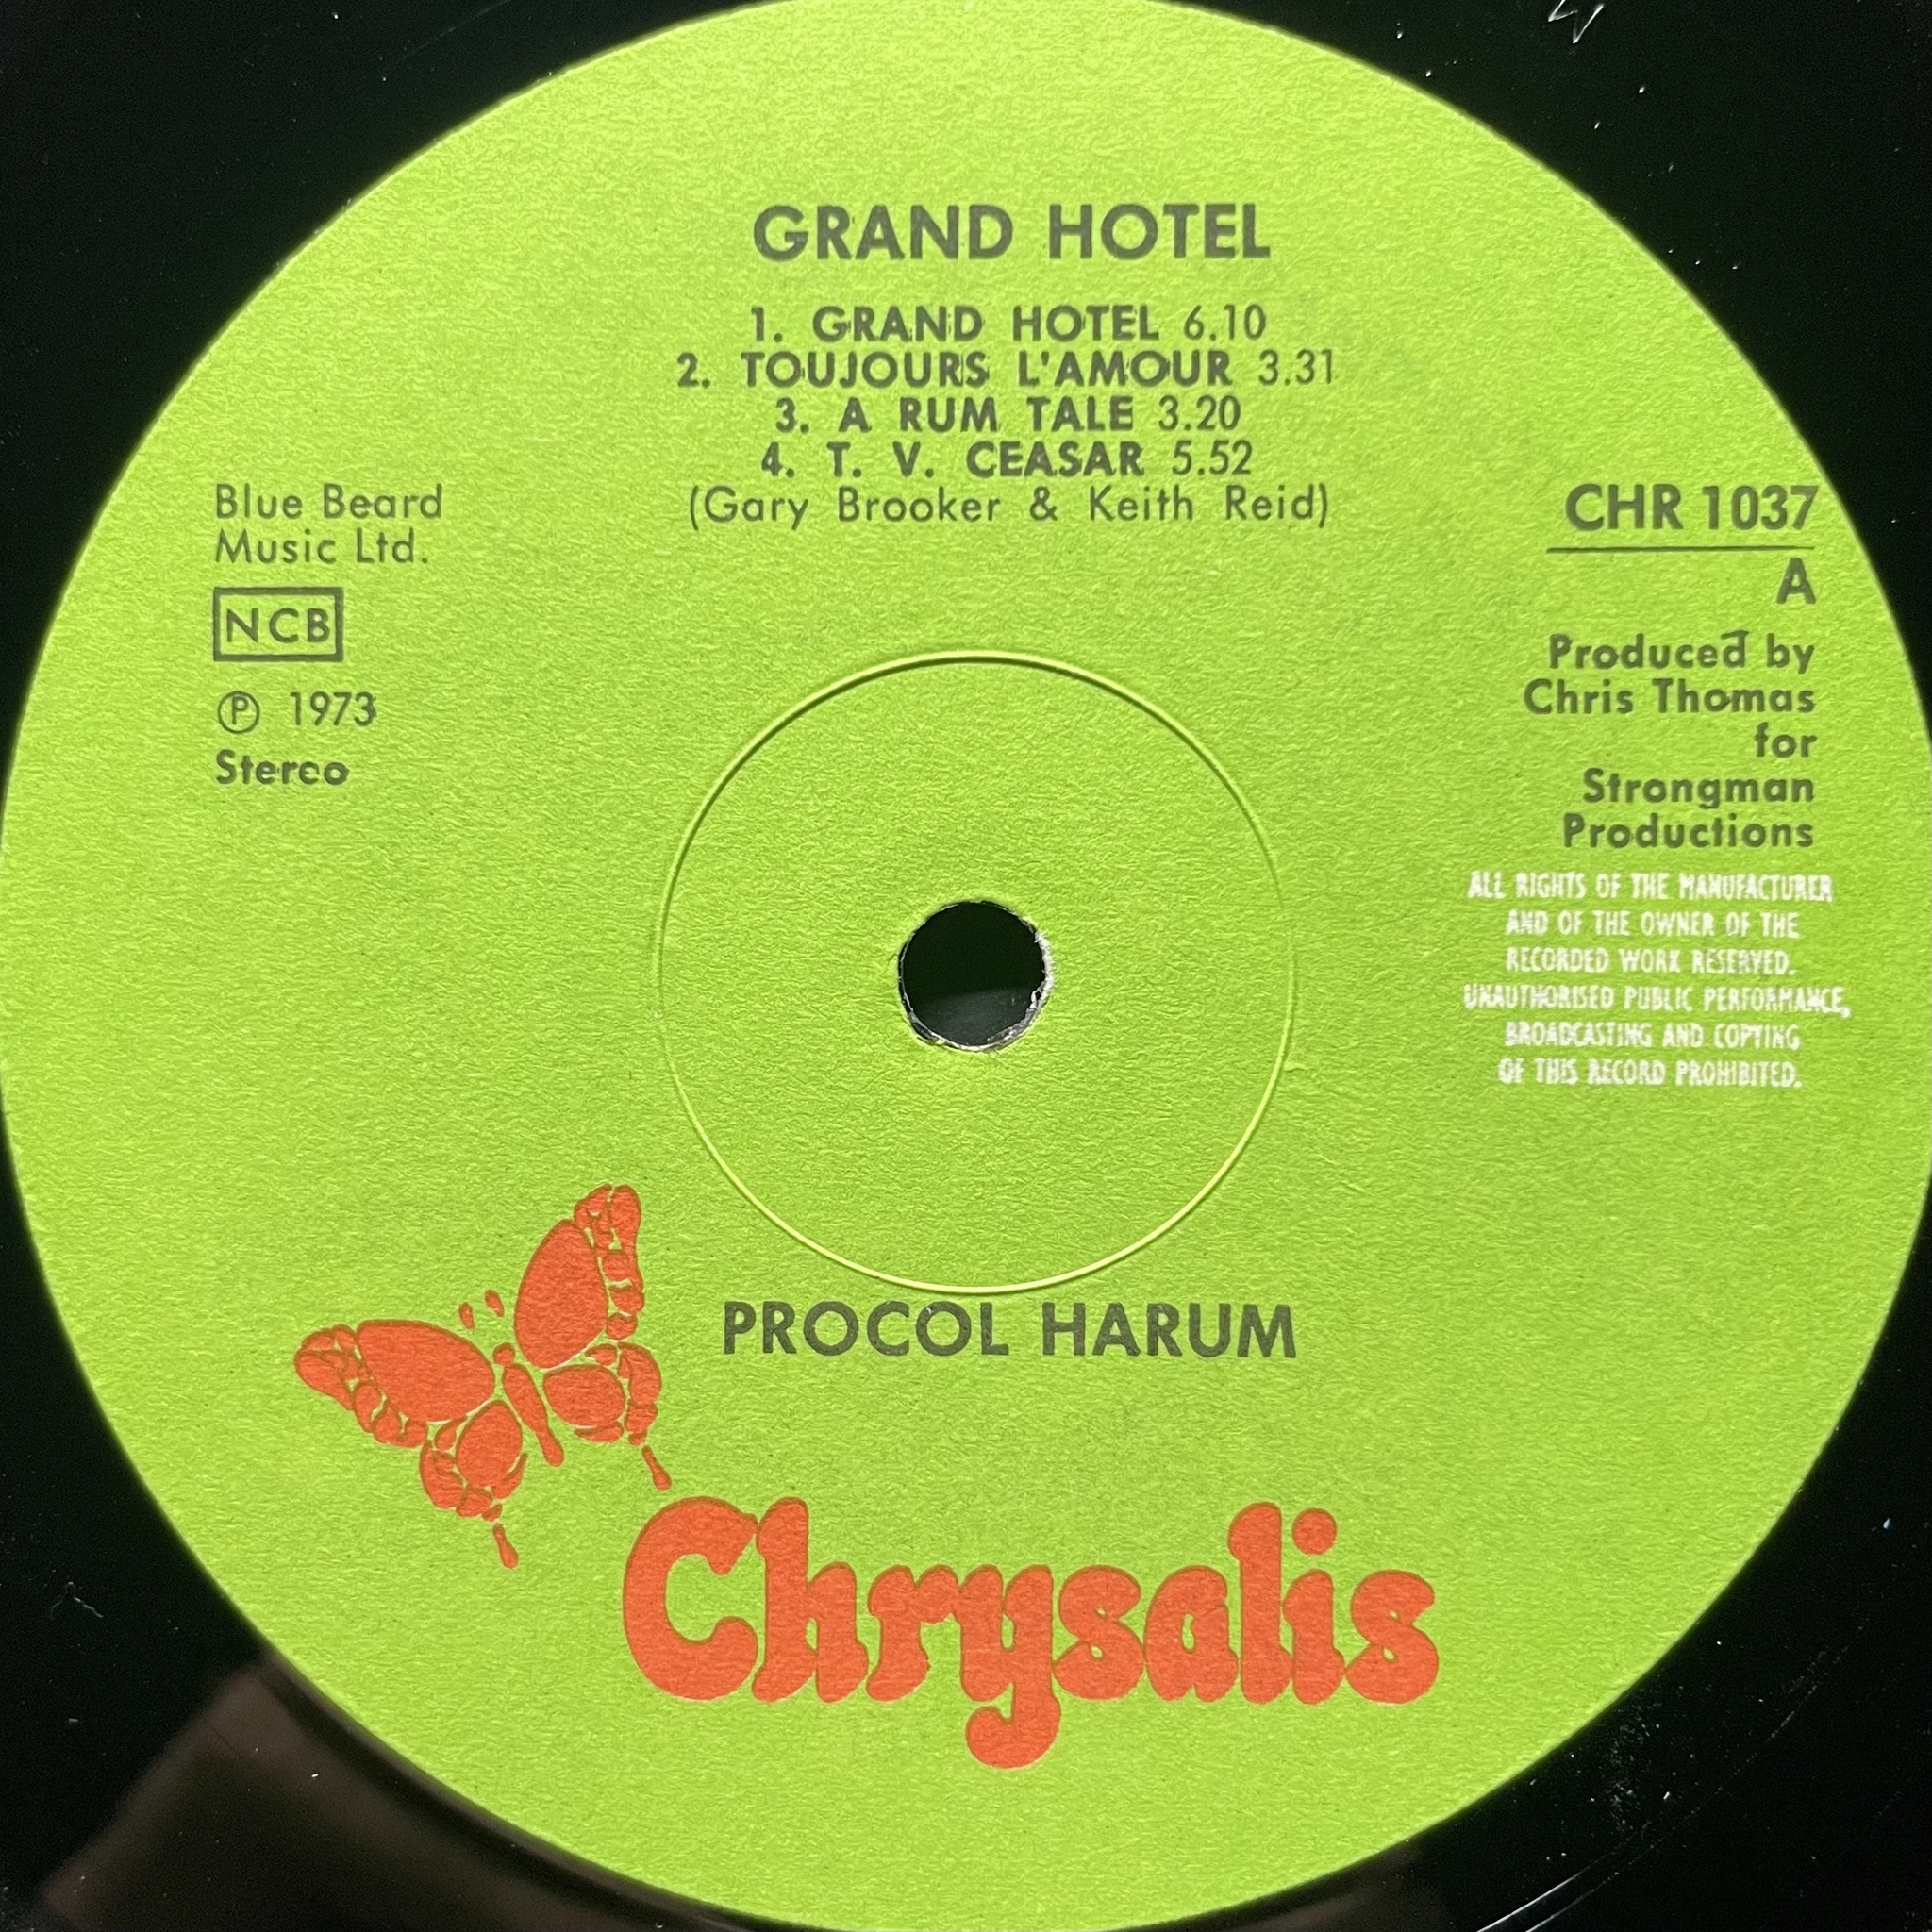 GRAND HOTEL
1. GRAND HOTEL 6.10
2. TOUJOURS L'AMOUR 3.31
3. A RUM TALE 3.20
4. T. V. CEASAR 5.52
(Gary Brooker & Keith Reid)
Blue Beard
Music Ltd.
NCB
Ⓟ 1973
Stereo
CHR 1037
A
Produced by
Chris Thomas
for
Strongman
Productions
ALL RIGHTS OF THE MANUFACTURER
AND OF THE OWNER OF THE
RECORDED WORK RESERVED.
UNAUTHORISED PUBLIC PERFORMANCE,
BROADCASTING AND COPYING
OF THIS RECORD PROHIBITED.
PROCOL HARUM
Chrysalis